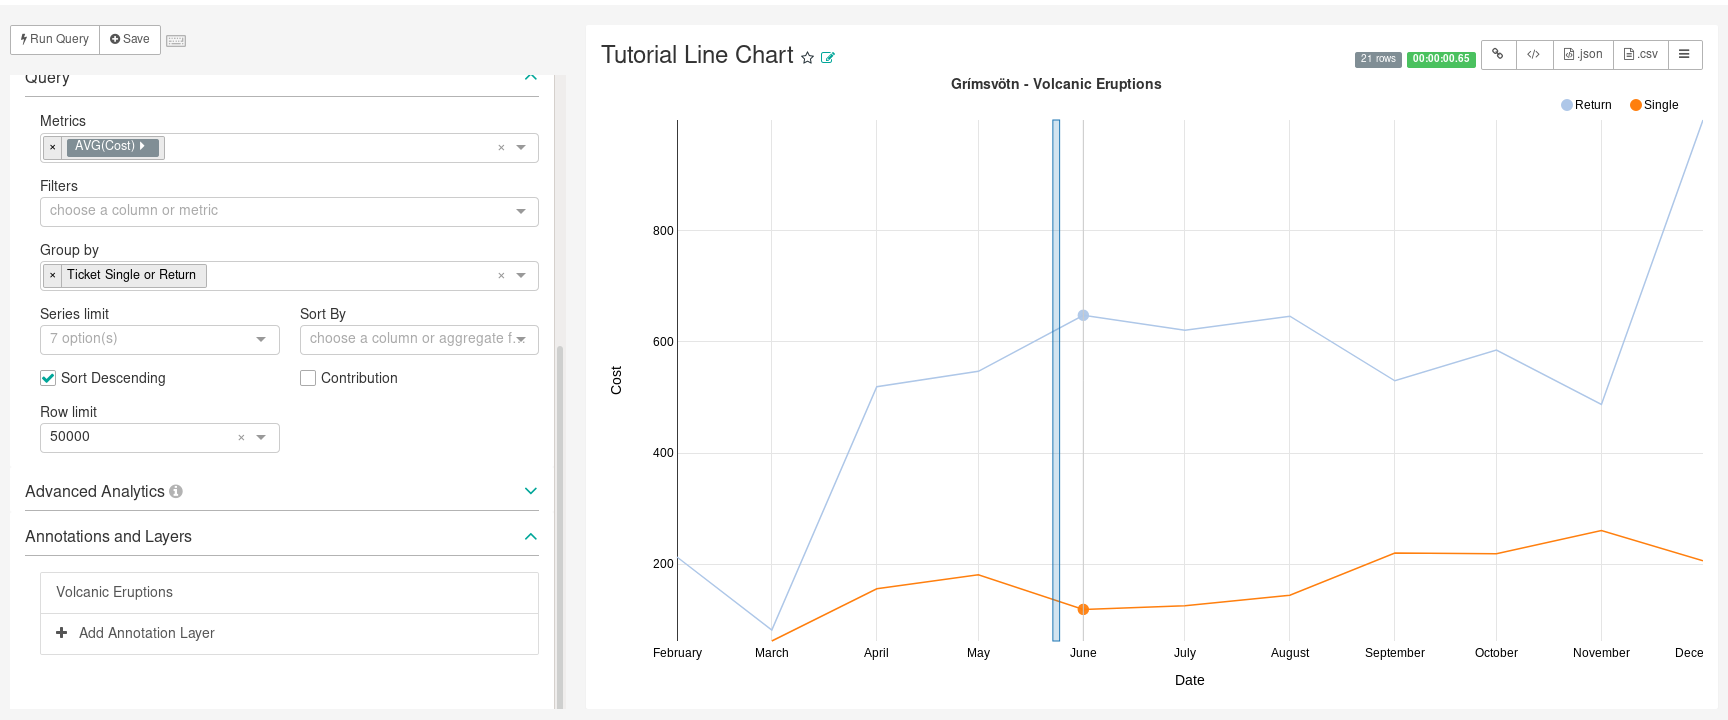 Run Query Save
Query
Metrics
× AVG(Cost) ×
Filters
choose a column or metric
Group by
× Ticket Single or Return ×
Series limit Sort By
7 option(s) choose a column or aggregate f...
Sort Descending Contribution
Row limit
50000 ×
Advanced Analytics
Annotations and Layers
Volcanic Eruptions
Add Annotation Layer
Tutorial Line Chart
21 rows 00:00:00.65 </> .json .csv
Grímsvötn - Volcanic Eruptions
Return Single
800
600
Cost
400
200
February March April May June July August September October November Dece
Date